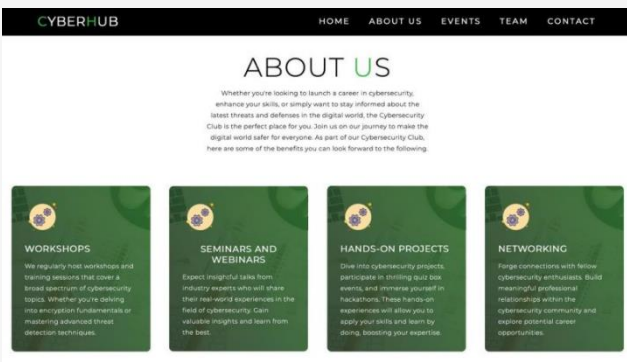 CYBERHUB
HOME ABOUT US EVENTS TEAM CONTACT
ABOUT US
Whether you're looking to launch a career in cybersecurity,
enhance your skills, or simply want to stay informed about the
latest threats and defenses in the digital world, the Cybersecurity
Club is the perfect place for you. Join us on our journey to make the
digital world safer for everyone. As part of our Cybersecurity Club,
here are some of the benefits you can look forward to the following.
WORKSHOPS
We regularly host workshops and
training sessions that cover a
broad spectrum of cybersecurity
topics. Whether you're delving
into encryption fundamentals or
mastering advanced threat
detection techniques.
SEMINARS AND
WEBINARS
Expect insightful talks from
industry experts who will share
their real-world experiences in the
field of cybersecurity. Gain
valuable insights and learn from
the best.
HANDS-ON PROJECTS
Dive into cybersecurity projects,
participate in thrilling quiz box
events, and immerse yourself in
hackathons. These hands-on
experiences will allow you to
apply your skills and learn by
doing, boosting your expertise.
NETWORKING
Forge connections with fellow
cybersecurity enthusiasts. Build
meaningful professional
relationships within the
cybersecurity community and
explore potential career
opportunities.